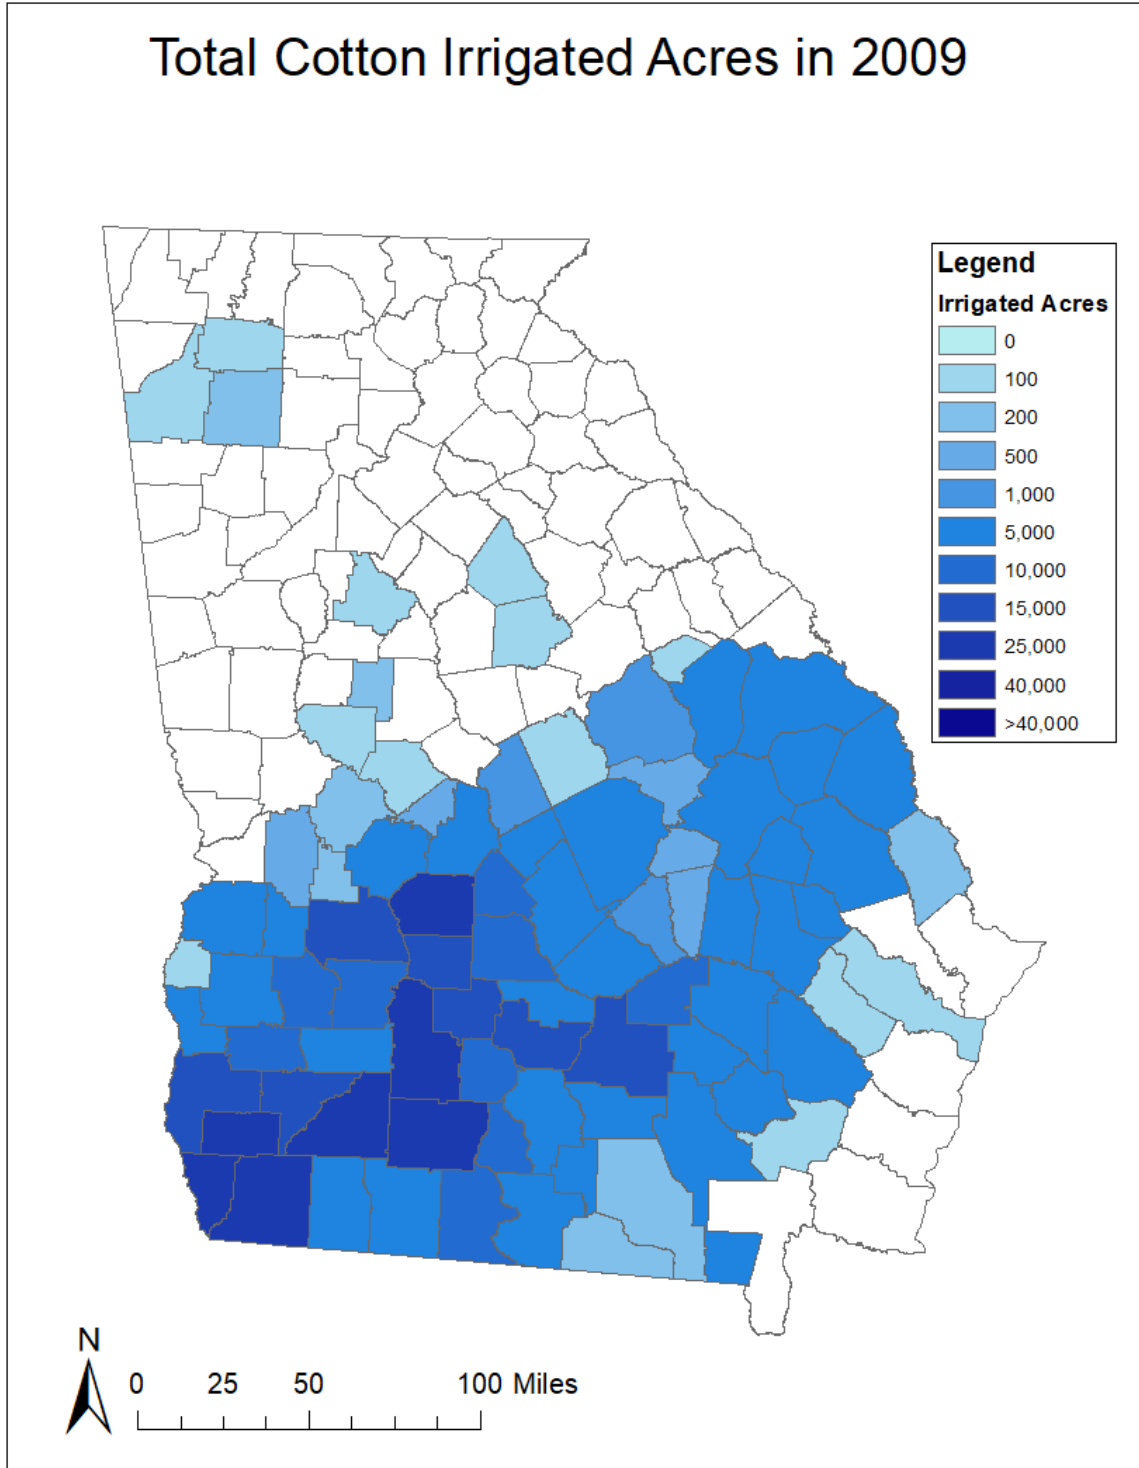 Total Cotton Irrigated Acres in 2009
Legend
Irrigated Acres
0
100
200
500
1,000
5,000
10,000
15,000
25,000
40,000
>40,000
N
0 25 50 100 Miles